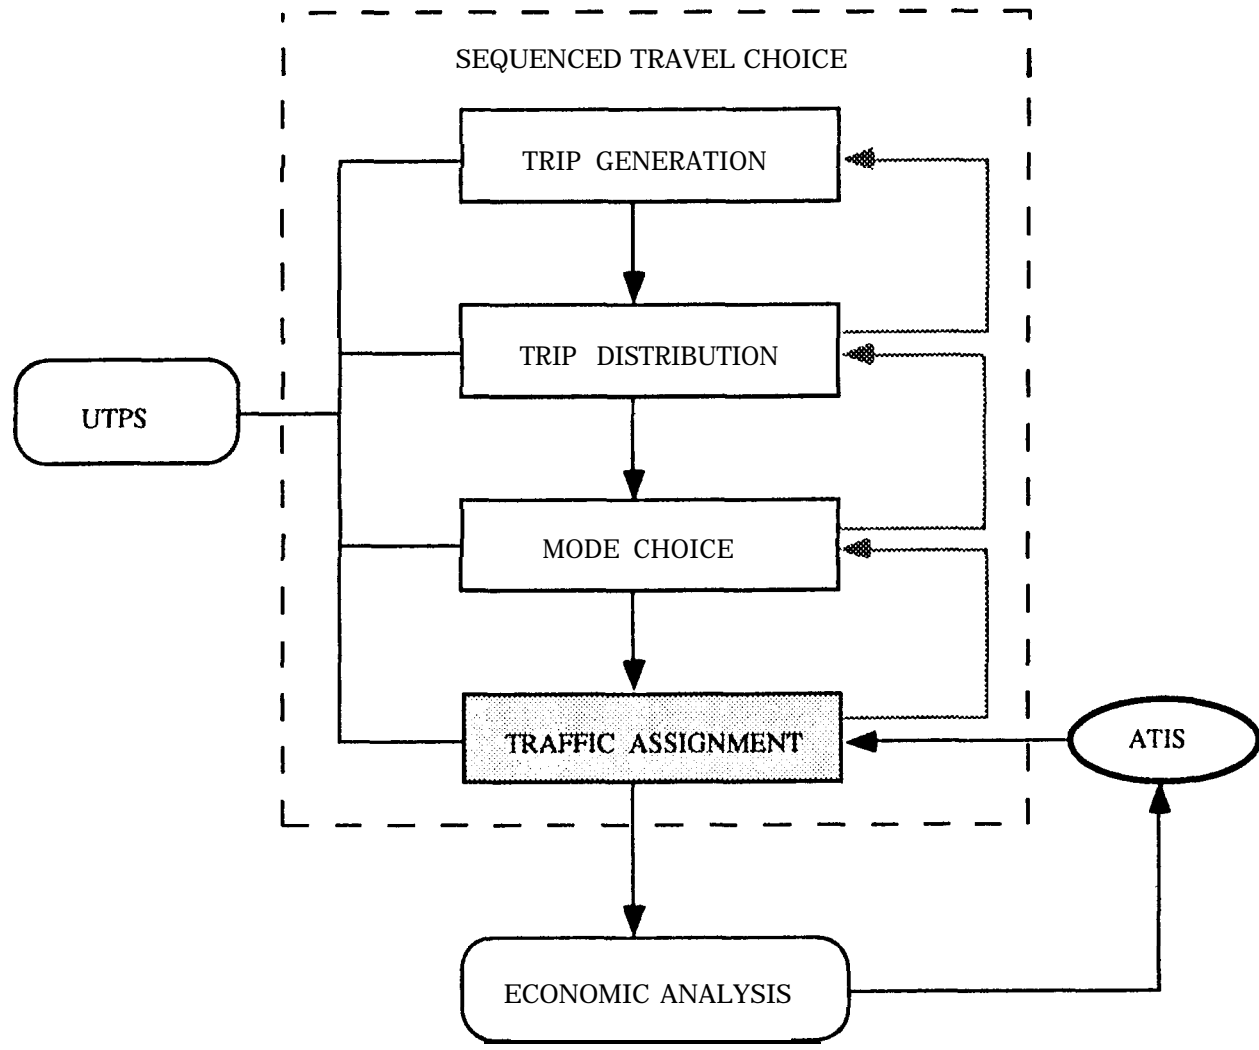 SEQUENCED TRAVEL CHOICE
TRIP GENERATION
TRIP DISTRIBUTION
UTPS
MODE CHOICE
TRAFFIC ASSIGNMENT
ATIS
ECONOMIC ANALYSIS